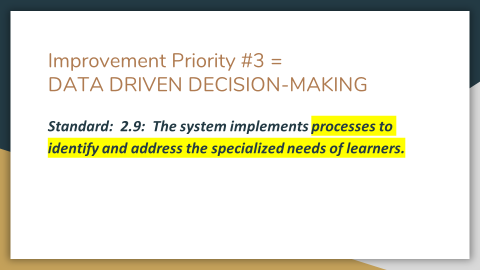 Improvement Priority #3 =
DATA DRIVEN DECISION-MAKING
Standard: 2.9: The system implements processes to
identify and address the specialized needs of learners.